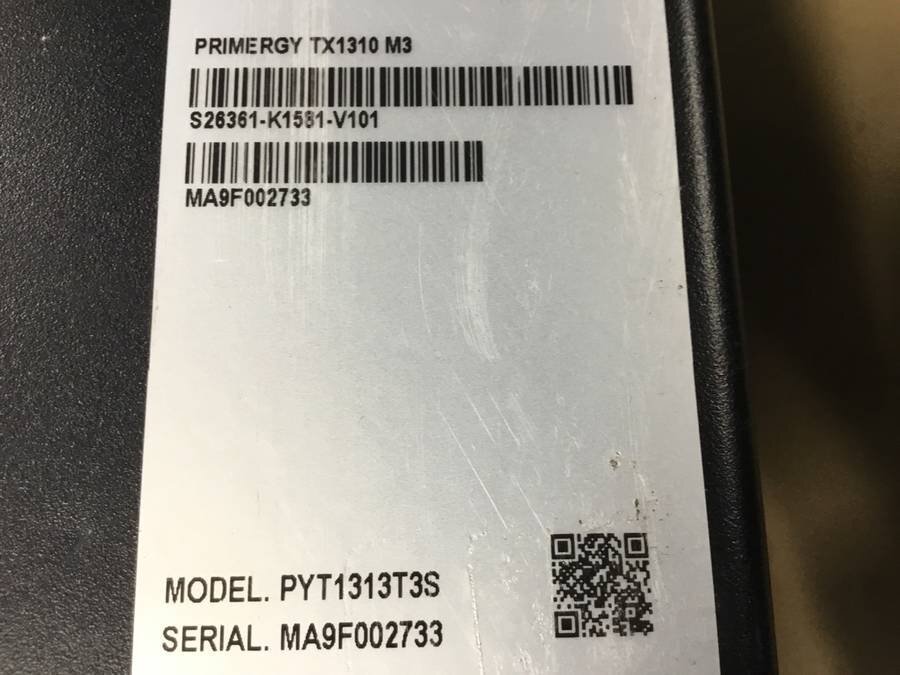 PRIMERGY TX1310 M3
S26361-K1581-V101
MA9F002733
MODEL. PYT1313T3S
SERIAL. MA9F002733